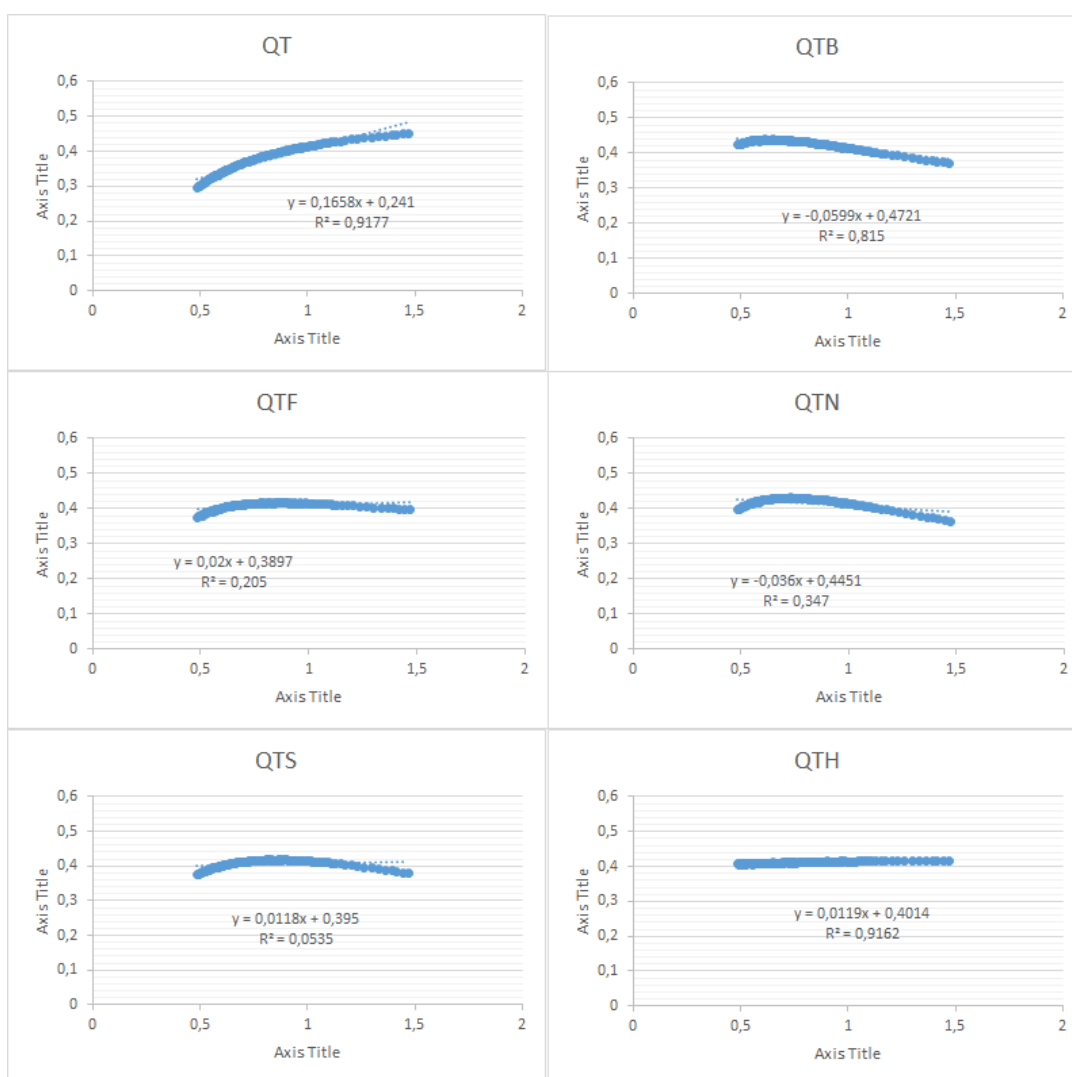 QT
0,6
0,5
0,4
0,3
0,2
0,1
0
Axis Title
y = 0,1658x + 0,241
R² = 0,9177
0 0,5 1 1,5 2
Axis Title
QTB
0,6
0,5
0,4
0,3
0,2
0,1
0
Axis Title
y = -0,0599x + 0,4721
R² = 0,815
0 0,5 1 1,5 2
Axis Title
QTF
0,6
0,5
0,4
0,3
0,2
0,1
0
Axis Title
y = 0,02x + 0,3897
R² = 0,205
0 0,5 1 1,5 2
Axis Title
QTN
0,6
0,5
0,4
0,3
0,2
0,1
0
Axis Title
y = -0,036x + 0,4451
R² = 0,347
0 0,5 1 1,5 2
Axis Title
QTS
0,6
0,5
0,4
0,3
0,2
0,1
0
Axis Title
y = 0,0118x + 0,395
R² = 0,0535
0 0,5 1 1,5 2
Axis Title
QTH
0,6
0,5
0,4
0,3
0,2
0,1
0
Axis Title
y = 0,0119x + 0,4014
R² = 0,9162
0 0,5 1 1,5 2
Axis Title